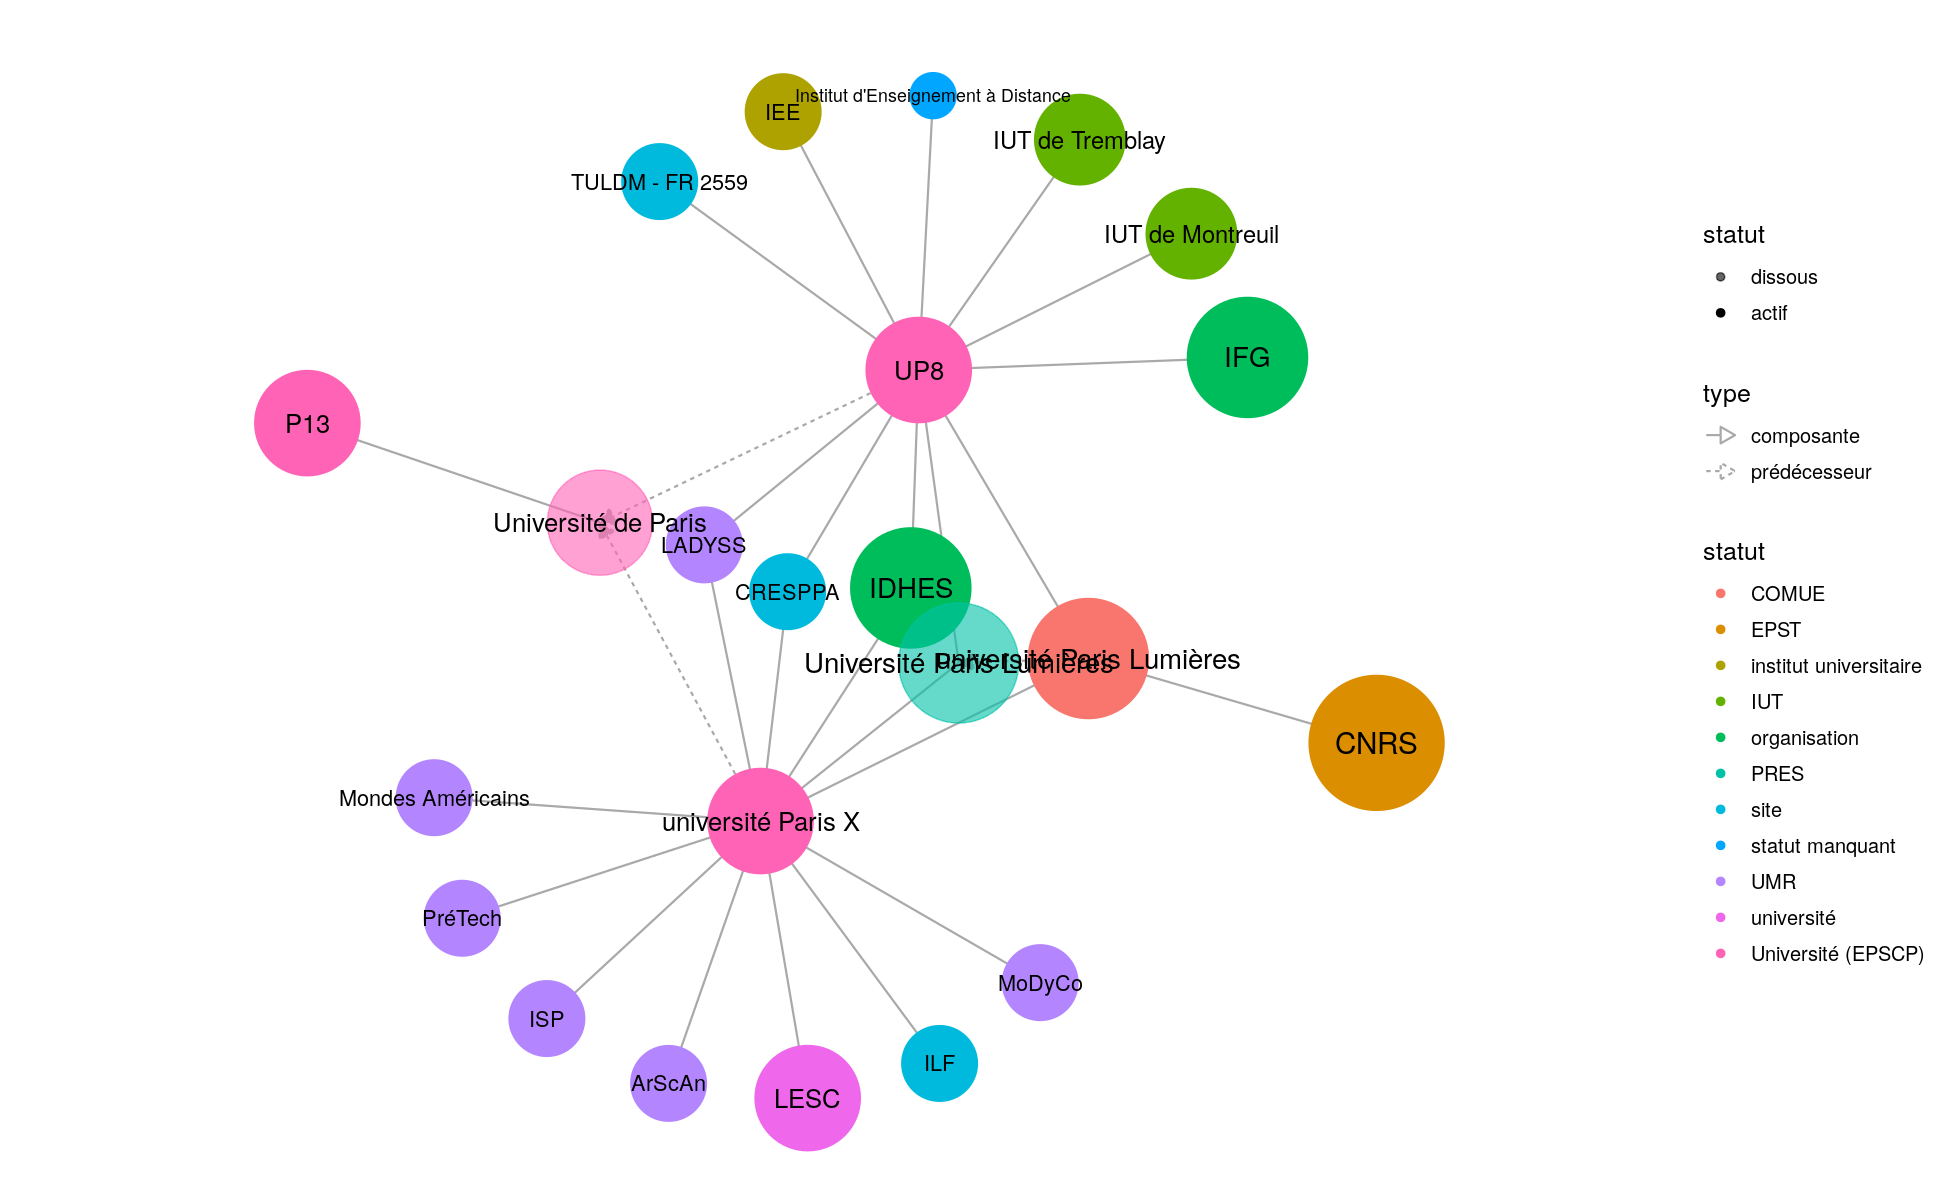 Institut d'Enseignement à Distance
IEE
IUT de Tremblay
TULDM - FR 2559
IUT de Montreuil
IFG
UP8
P13
Université de Paris
LADYSS
CRESPPA
IDHES
Université Paris Lumières
université Paris Lumières
CNRS
Mondes Américains
université Paris X
PréTech
MoDyCo
ISP
ILF
ArScAn
LESC
statut
dissous
actif
type
composante
prédécesseur
statut
COMUE
EPST
institut universitaire
IUT
organisation
PRES
site
statut manquant
UMR
université
Université (EPSCP)